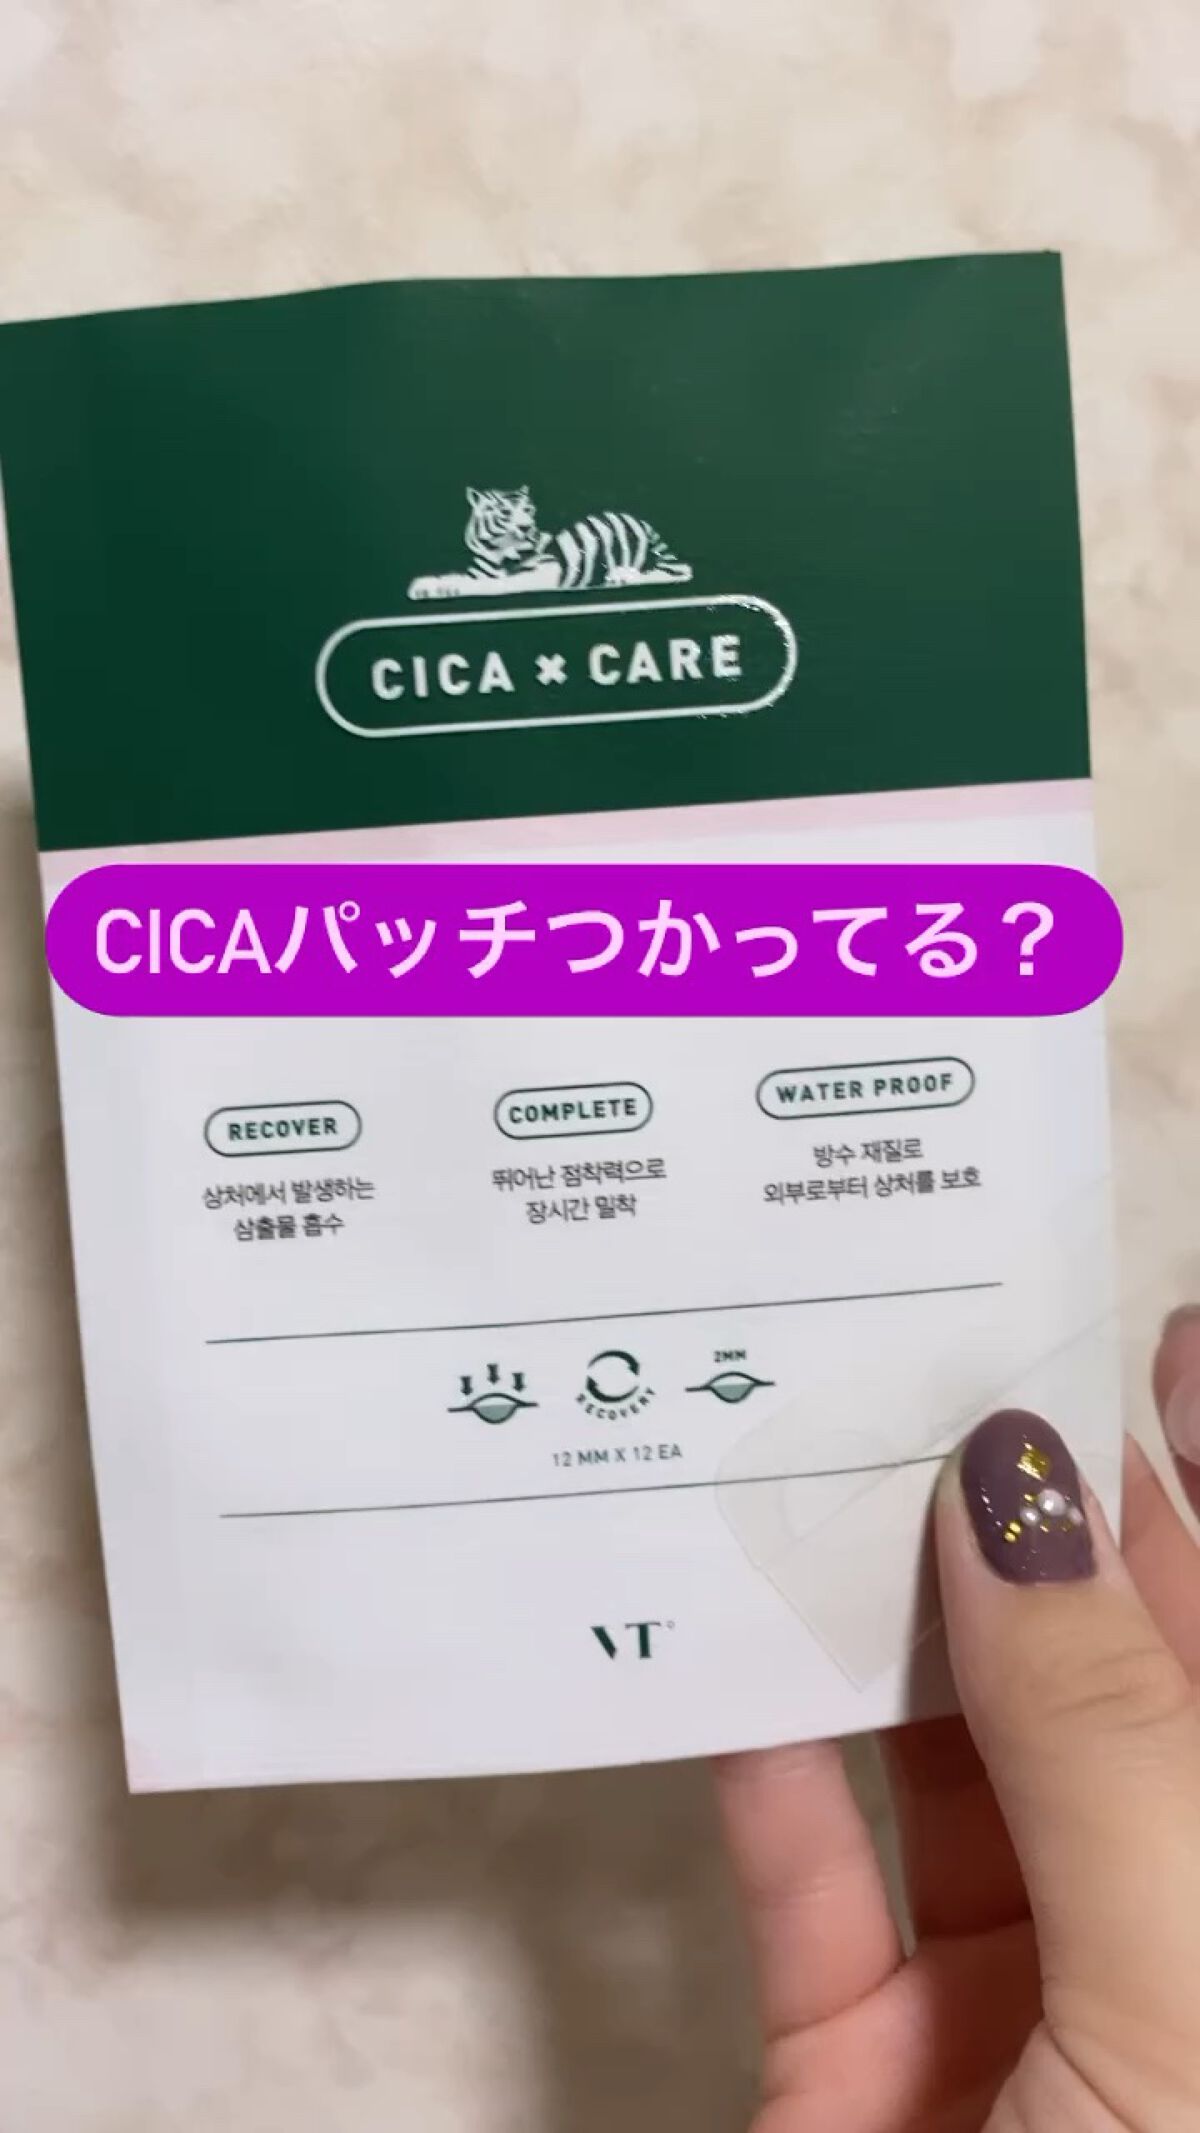 CICA × CARE
CICAパッチつかってる？
RECOVER
상처에서 발생하는
삼출물 흡수
COMPLETE
뛰어난 점착력으로
장시간 밀착
WATER PROOF
방수 재질로
외부로부터 상처를 보호
RECOVERY
2MM
12 MM X 12 EA
VT